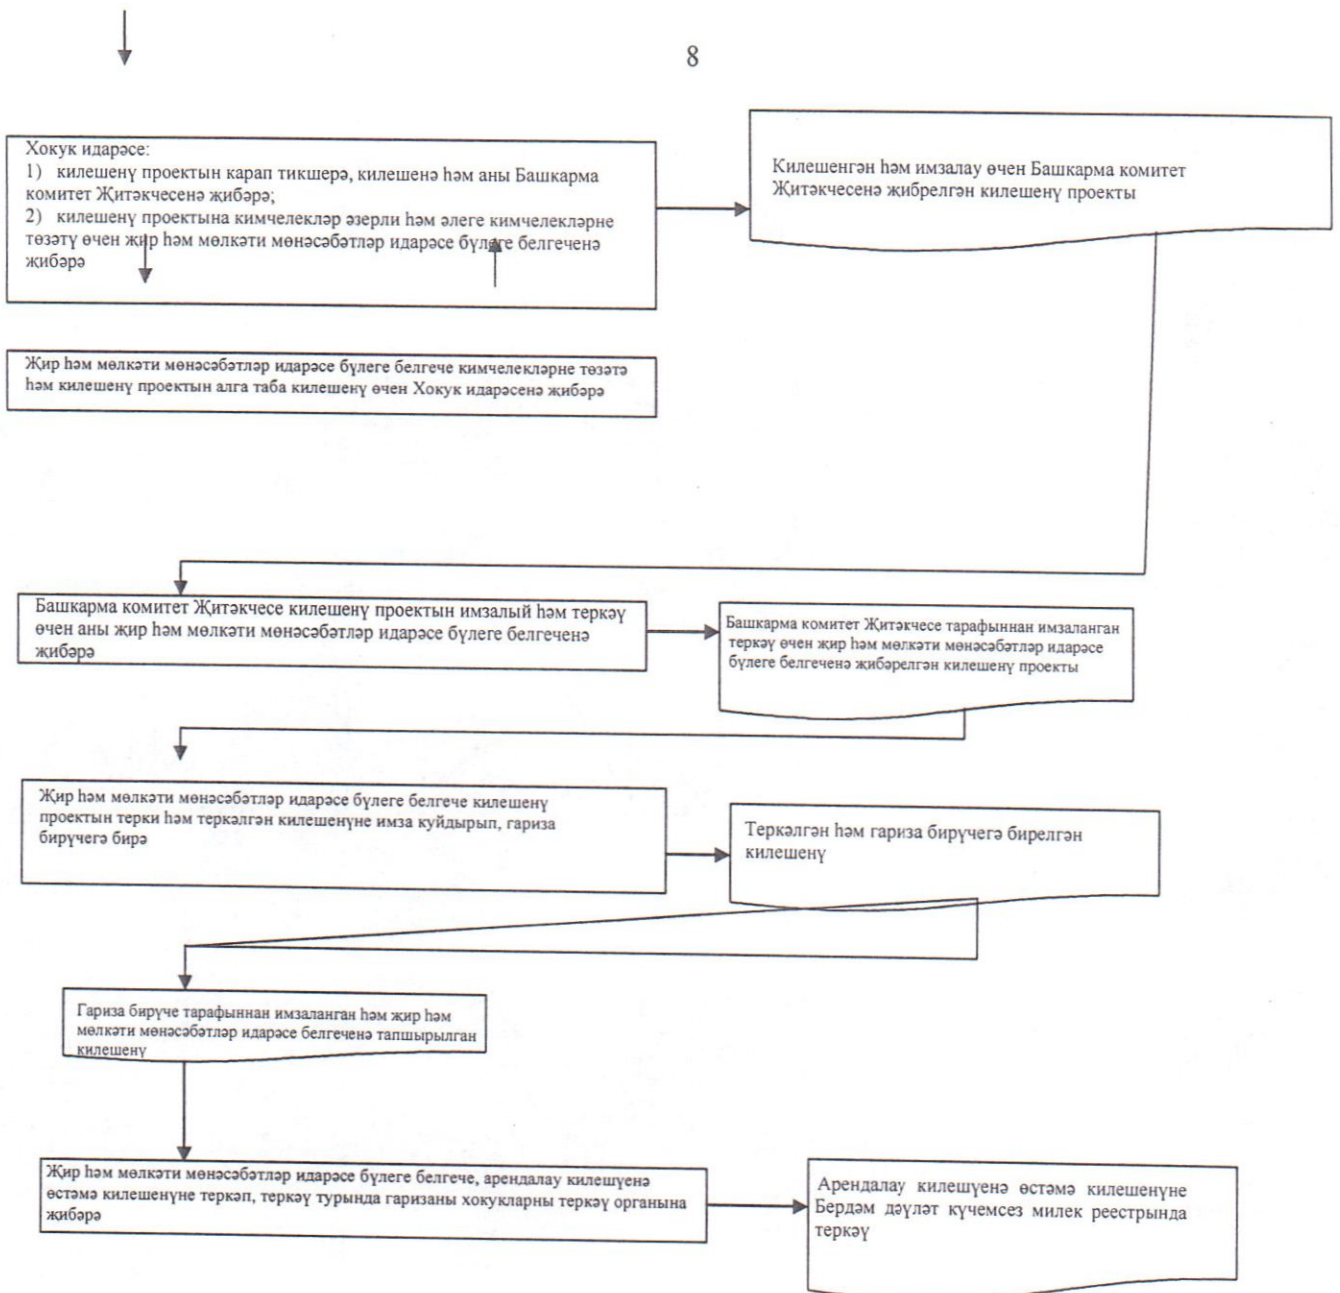 8
Хокук идарәсе:
1) килешенү проектын карап тикшерә, килешенә һәм аны Башкарма
комитет Җитәкчесенә җибәрә;
2) килешенү проектына кимчелекләр әзерли һәм әлеге кимчелекләрне
төзәтү өчен җир һәм мөлкәти мөнәсәбәтләр идарәсе бүлеге белгеченә
җибәрә
Килешенгән һәм имзалау өчен Башкарма комитет
Җитәкчесенә җибрелгән килешенү проекты
Җир һәм мөлкәти мөнәсәбәтләр идарәсе бүлеге белгече кимчелекләрне төзәтә
һәм килешенү проектын алга таба килешенү өчен Хокук идарәсенә җибәрә
Башкарма комитет Җитәкчесе килешенү проектын имзалый һәм теркәү
өчен аны җир һәм мөлкәти мөнәсәбәтләр идарәсе бүлеге белгеченә
җибәрә
Башкарма комитет Җитәкчесе тарафыннан имзаланган
теркәү өчен җир һәм мөлкәти мөнәсәбәтләр идарәсе
бүлеге белгеченә җибәрелгән килешенү проекты
Җир һәм мөлкәти мөнәсәбәтләр идарәсе бүлеге белгече килешенү
проектын терки һәм теркәлгән килешенүне имза куйдырып, гариза
бирүчегә бирә
Теркәлгән һәм гариза бирүчегә бирелгән
килешенү
Гариза бирүче тарафыннан имзаланган һәм җир һәм
мөлкәти мөнәсәбәтләр идарәсе белгеченә тапшырылган
килешенү
Җир һәм мөлкәти мөнәсәбәтләр идарәсе бүлеге белгече, арендалау килешүенә
өстәмә килешенүне теркәп, теркәү турында гаризаны хокукларны теркәү органына
җибәрә
Арендалау килешүенә өстәмә килешенүне
Бердәм дәүләт күчемсез милек реестрында
теркәү